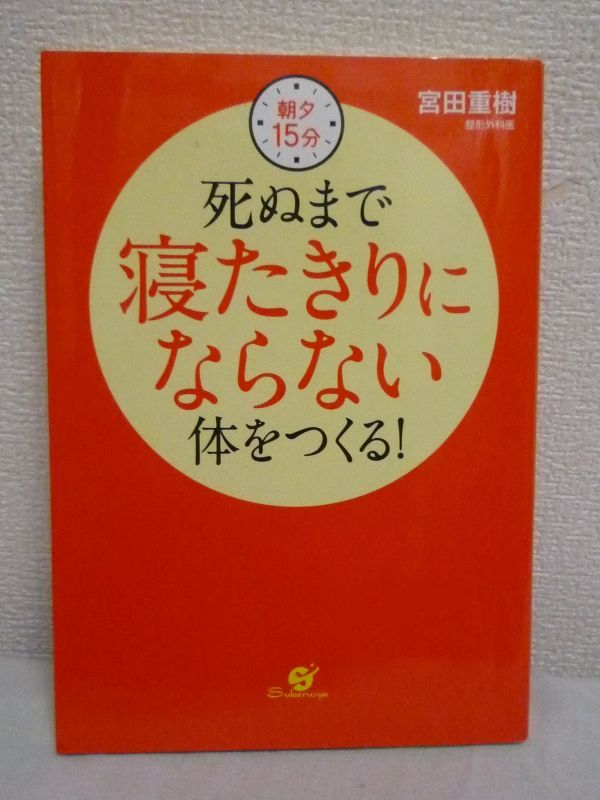 朝夕
15分
宮田重樹
整形外科医
死ぬまで
寝たきりに
ならない
体をつくる!
Subarusya